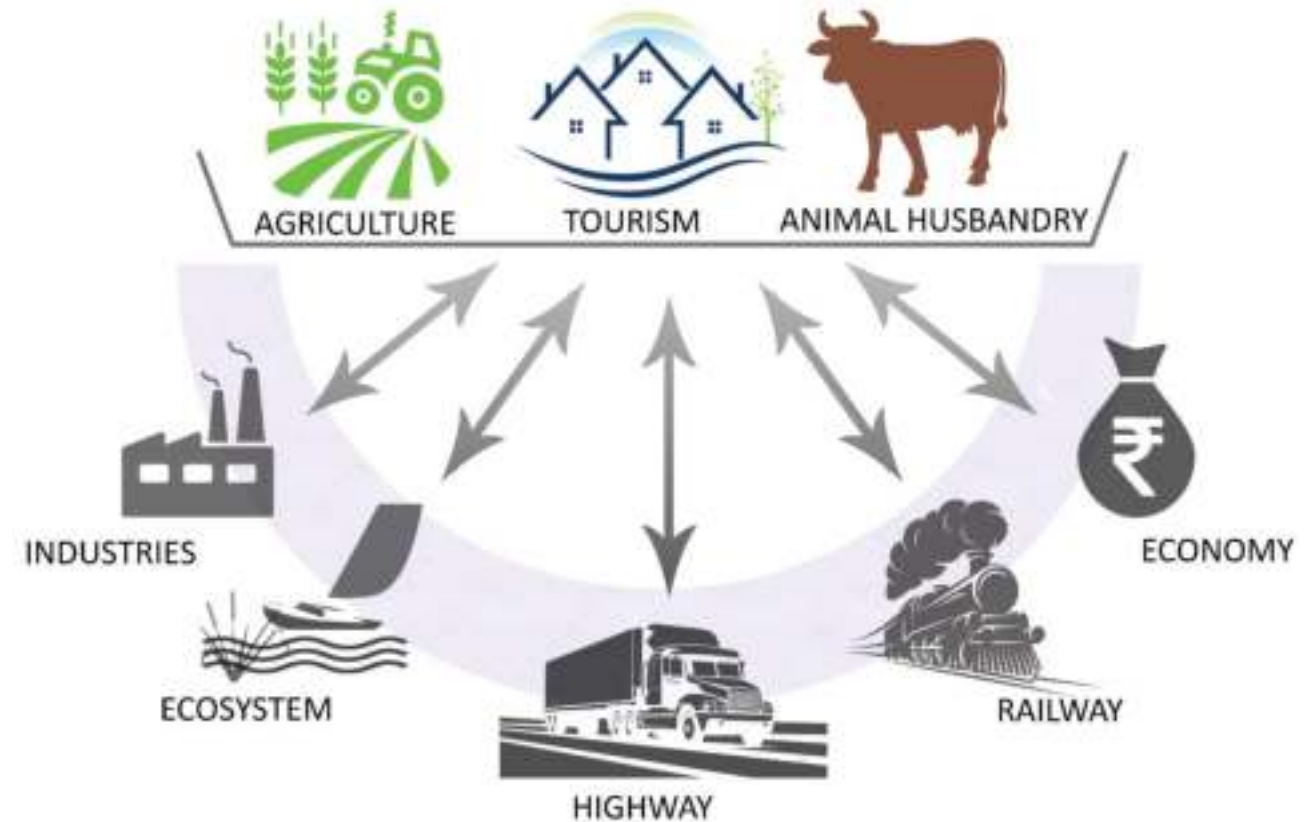 AGRICULTURE
TOURISM
ANIMAL HUSBANDRY
₹
INDUSTRIES
ECONOMY
ECOSYSTEM
RAILWAY
HIGHWAY